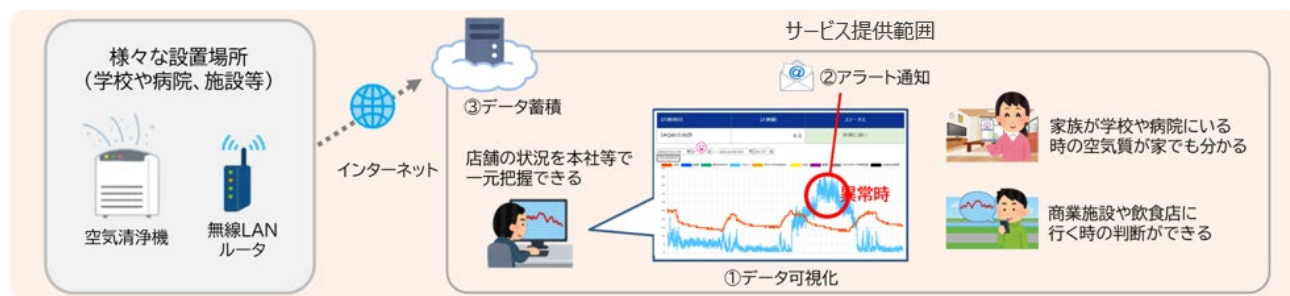 サービス提供範囲
様々な設置場所
(学校や病院、施設等)
空気清浄機
無線LAN
ルータ
インターネット
③データ蓄積
店舗の状況を本社等で
一元把握できる
②アラート通知
異常時
①データ可視化
家族が学校や病院にいる
時の空気質が家でも分かる
商業施設や飲食店に
行く時の判断ができる